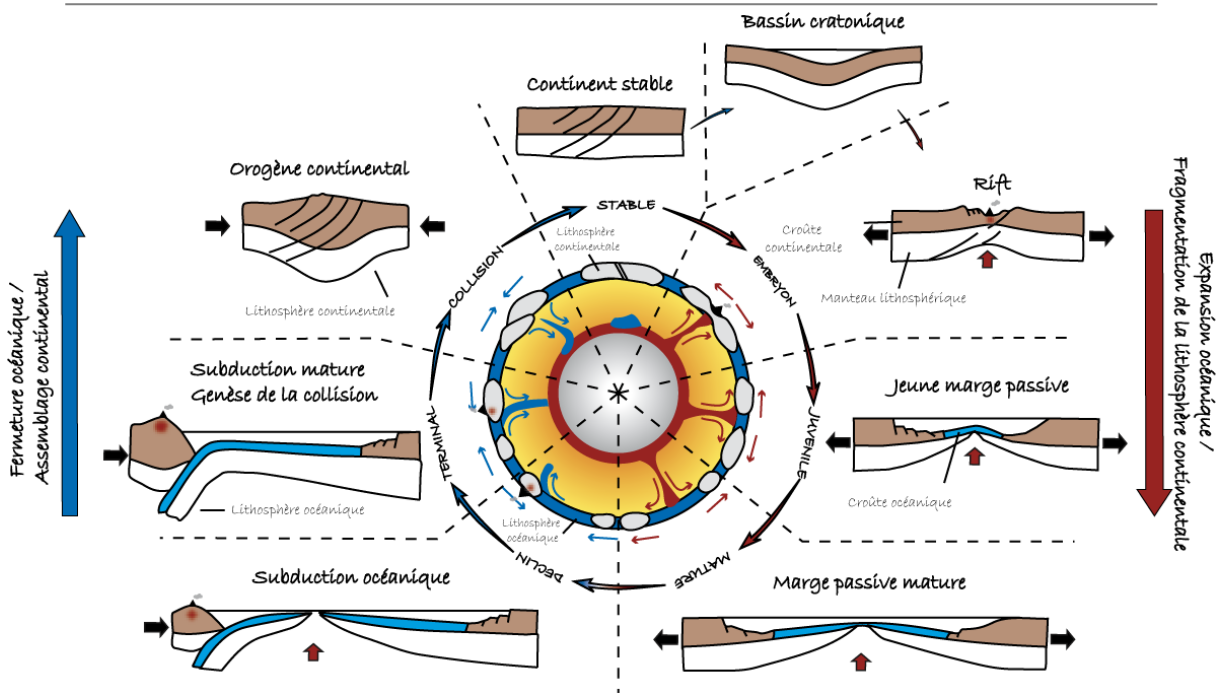 Bassin cratonique
Continent stable
Orogène continental
Rift
STABLE
Lithosphère
continentale
Croûte
continentale
COLLISION
EMBRYON
Manteau lithosphérique
Lithosphère continentale
Fermeture océanique /
Assemblage continental
Expansion océanique /
Fragmentation de la lithosphère continentale
Subduction mature
Genèse de la collision
Jeune marge passive
TERMINAL
JUVENILE
Lithosphère océanique
Croûte océanique
Lithosphère
océanique
DECLIN
MATURE
Subduction océanique
Marge passive mature